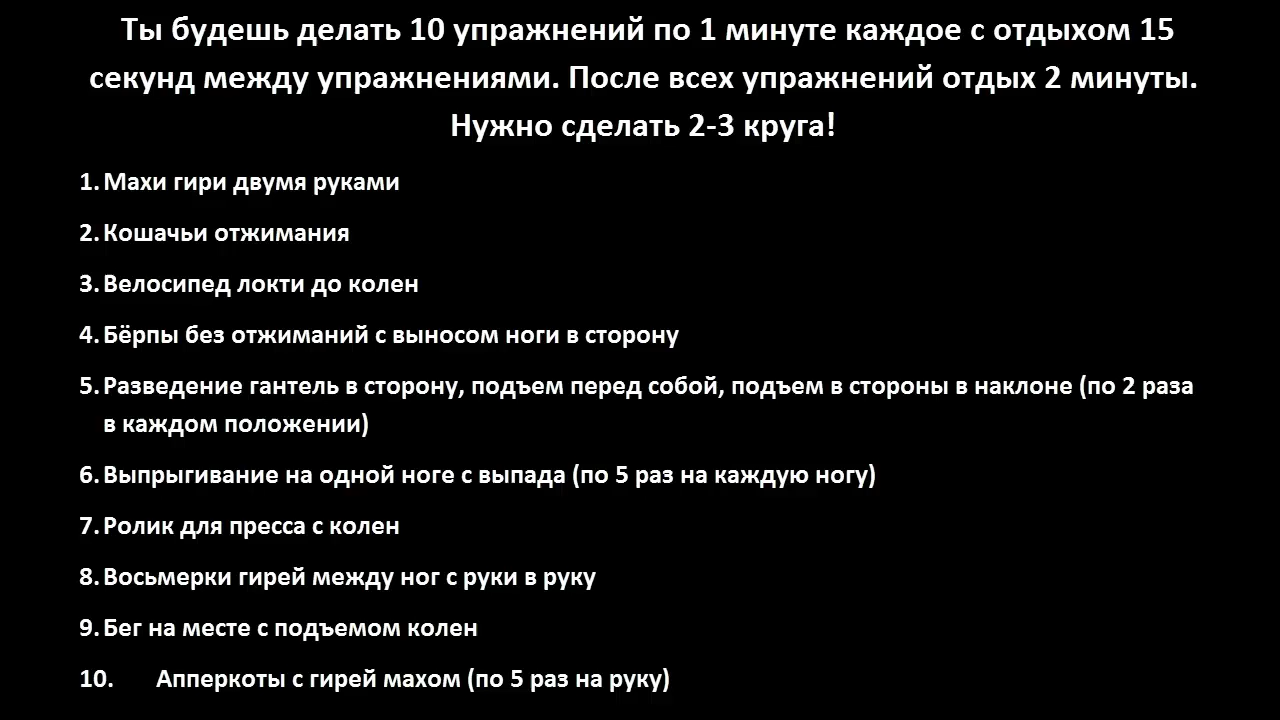 Ты будешь делать 10 упражнений по 1 минуте каждое с отдыхом 15
секунд между упражнениями. После всех упражнений отдых 2 минуты.
Нужно сделать 2-3 круга!
1. Махи гири двумя руками
2. Кошачьи отжимания
3. Велосипед локти до колен
4. Бёрпы без отжиманий с выносом ноги в сторону
5. Разведение гантель в сторону, подъем перед собой, подъем в стороны в наклоне (по 2 раза
в каждом положении)
6. Выпрыгивание на одной ноге с выпада (по 5 раз на каждую ногу)
7. Ролик для пресса с колен
8. Восьмерки гирей между ног с руки в руку
9. Бег на месте с подъемом колен
10. Апперкоты с гирей махом (по 5 раз на руку)